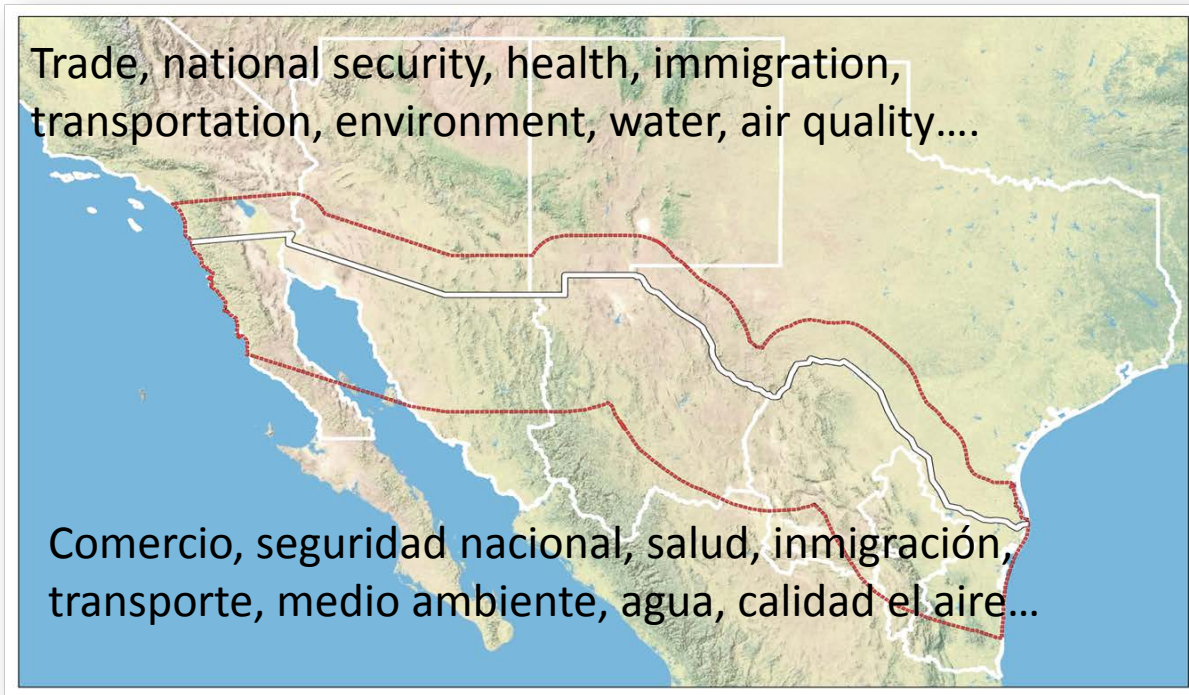 Trade, national security, health, immigration,
transportation, environment, water, air quality....
Comercio, seguridad nacional, salud, inmigración,
transporte, medio ambiente, agua, calidad el aire...